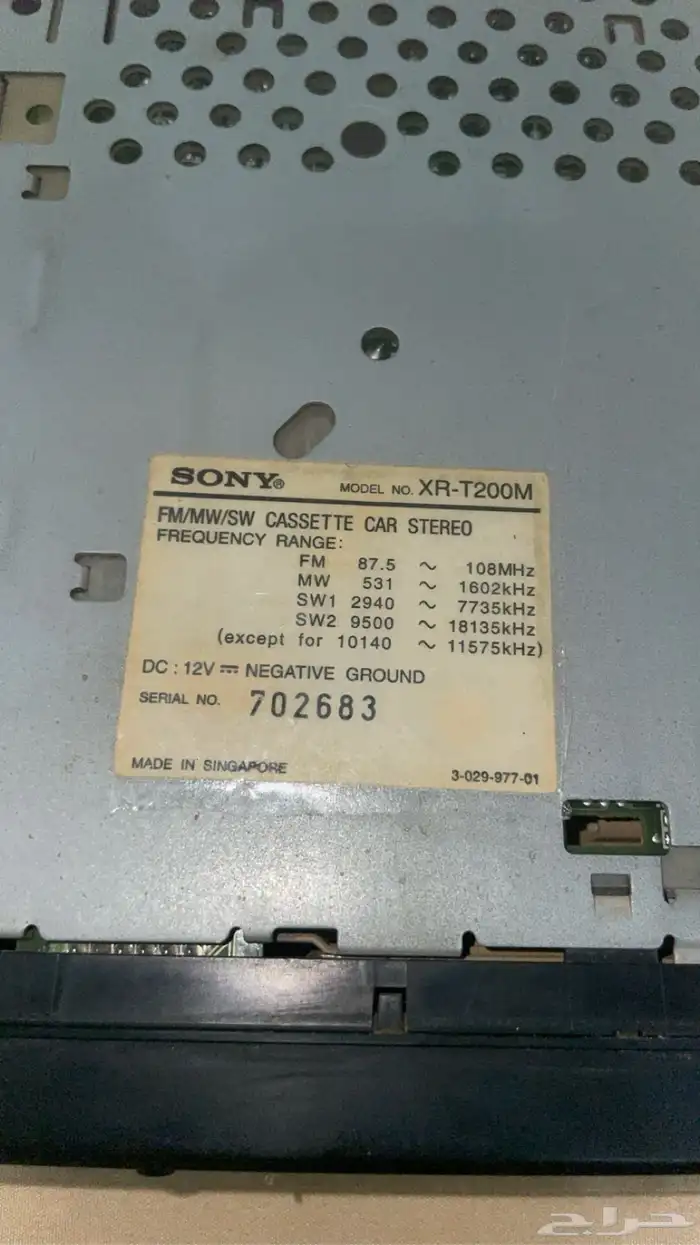 SONY® MODEL NO. XR-T200M
FM/MW/SW CASSETTE CAR STEREO
FREQUENCY RANGE:
FM 87.5 ~ 108MHz
MW 531 ~ 1602kHz
SW1 2940 ~ 7735kHz
SW2 9500 ~ 18135kHz
(except for 10140 ~ 11575kHz)
DC : 12V ⎓ NEGATIVE GROUND
SERIAL NO. 702683
MADE IN SINGAPORE 3-029-977-01
حراج